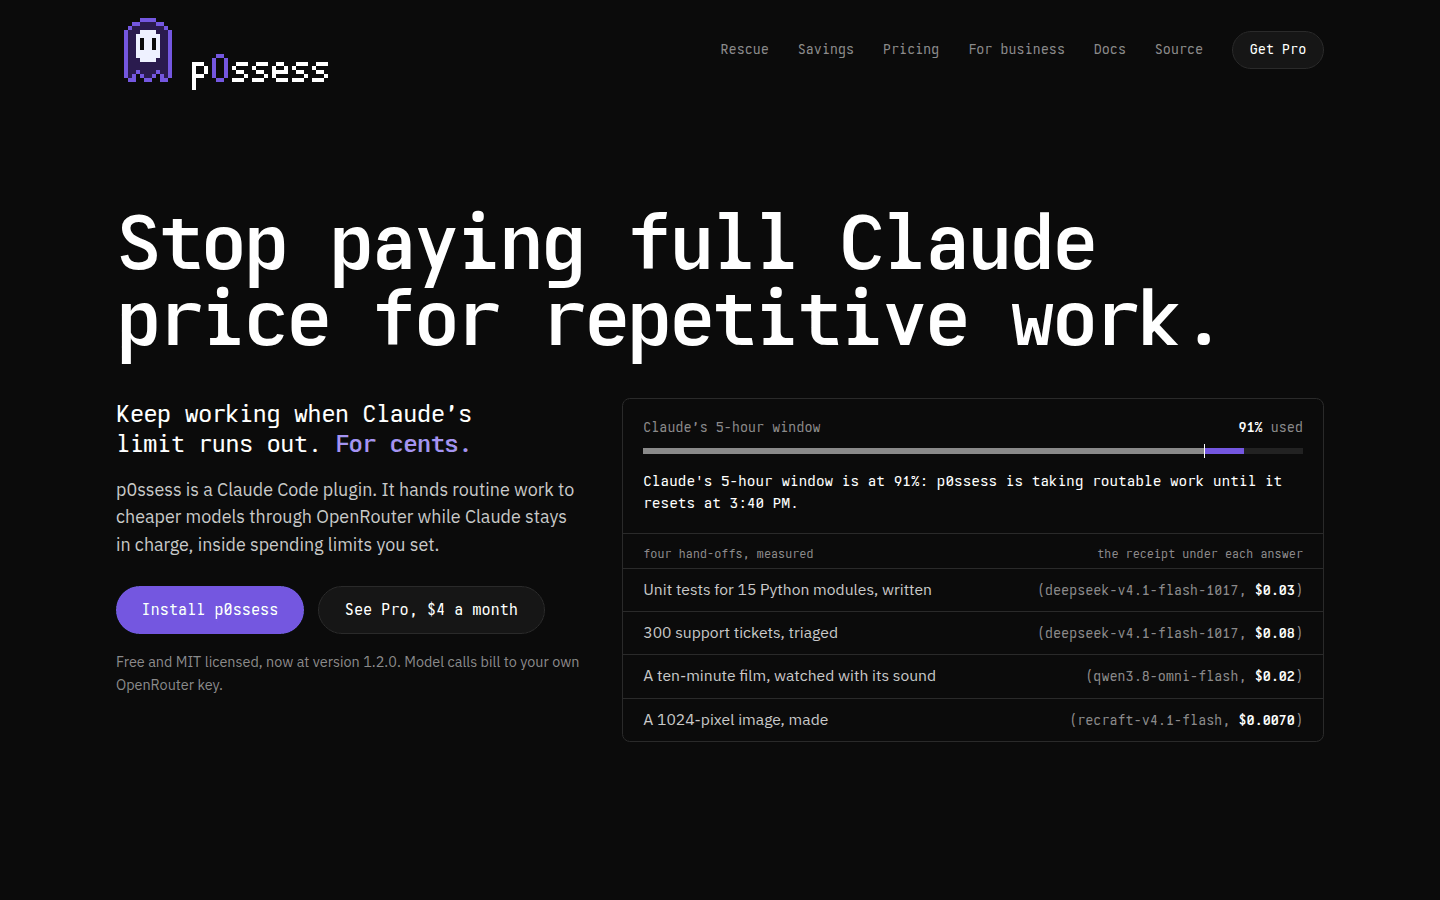 p0ssess
Rescue Savings Pricing For business Docs Source Get Pro
Stop paying full Claude
price for repetitive work.
Keep working when Claude’s
limit runs out. For cents.
p0ssess is a Claude Code plugin. It hands routine work to
cheaper models through OpenRouter while Claude stays
in charge, inside spending limits you set.
Install p0ssess
See Pro, $4 a month
Free and MIT licensed, now at version 1.2.0. Model calls bill to your own
OpenRouter key.
Claude’s 5-hour window 91% used
Claude's 5-hour window is at 91%: p0ssess is taking routable work until it
resets at 3:40 PM.
four hand-offs, measured the receipt under each answer
Unit tests for 15 Python modules, written (deepseek-v4.1-flash-1017, $0.03)
300 support tickets, triaged (deepseek-v4.1-flash-1017, $0.08)
A ten-minute film, watched with its sound (qwen3.8-omni-flash, $0.02)
A 1024-pixel image, made (recraft-v4.1-flash, $0.0070)